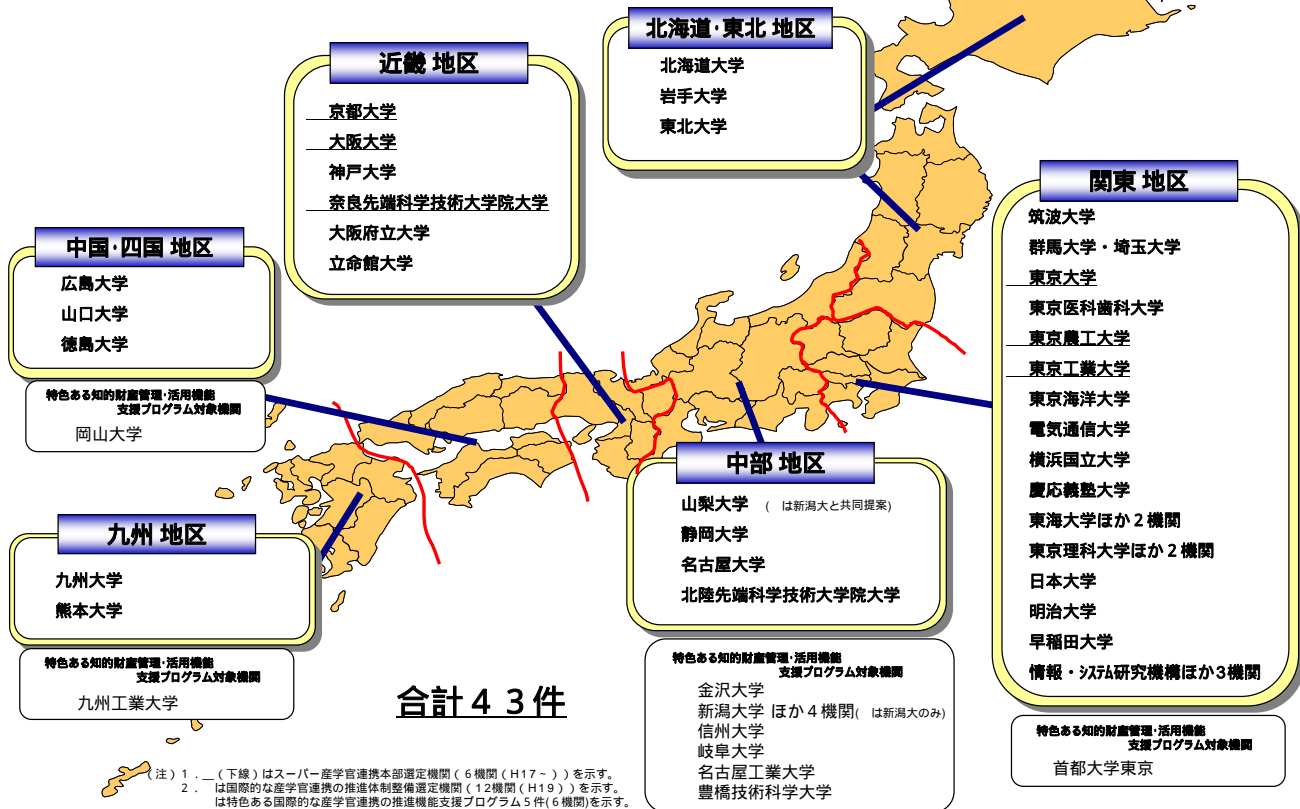 北海道・東北 地区
北海道大学
岩手大学
東北大学
近畿 地区
京都大学
大阪大学
神戸大学
奈良先端科学技術大学院大学
大阪府立大学
立命館大学
関東 地区
筑波大学
群馬大学・埼玉大学
東京大学
東京医科歯科大学
東京農工大学
東京工業大学
東京海洋大学
電気通信大学
横浜国立大学
慶応義塾大学
東海大学ほか２機関
東京理科大学ほか２機関
日本大学
明治大学
早稲田大学
情報・ｼｽﾃﾑ研究機構ほか3機関
特色ある知的財産管理・活用機能
支援プログラム対象機関
首都大学東京
中国・四国 地区
広島大学
山口大学
徳島大学
特色ある知的財産管理・活用機能
支援プログラム対象機関
岡山大学
中部 地区
山梨大学 (　は新潟大と共同提案)
静岡大学
名古屋大学
北陸先端科学技術大学院大学
特色ある知的財産管理・活用機能
支援プログラム対象機関
金沢大学
新潟大学 ほか４機関(　は新潟大のみ)
信州大学
岐阜大学
名古屋工業大学
豊橋技術科学大学
九州 地区
九州大学
熊本大学
特色ある知的財産管理・活用機能
支援プログラム対象機関
九州工業大学
合計４３件
（注）１．＿（下線）はスーパー産学官連携本部選定機関（６機関（H17～））を示す。
２．　は国際的な産学官連携の推進体制整備選定機関（12機関（H19））を示す。
は特色ある国際的な産学官連携の推進機能支援プログラム５件(６機関)を示す。